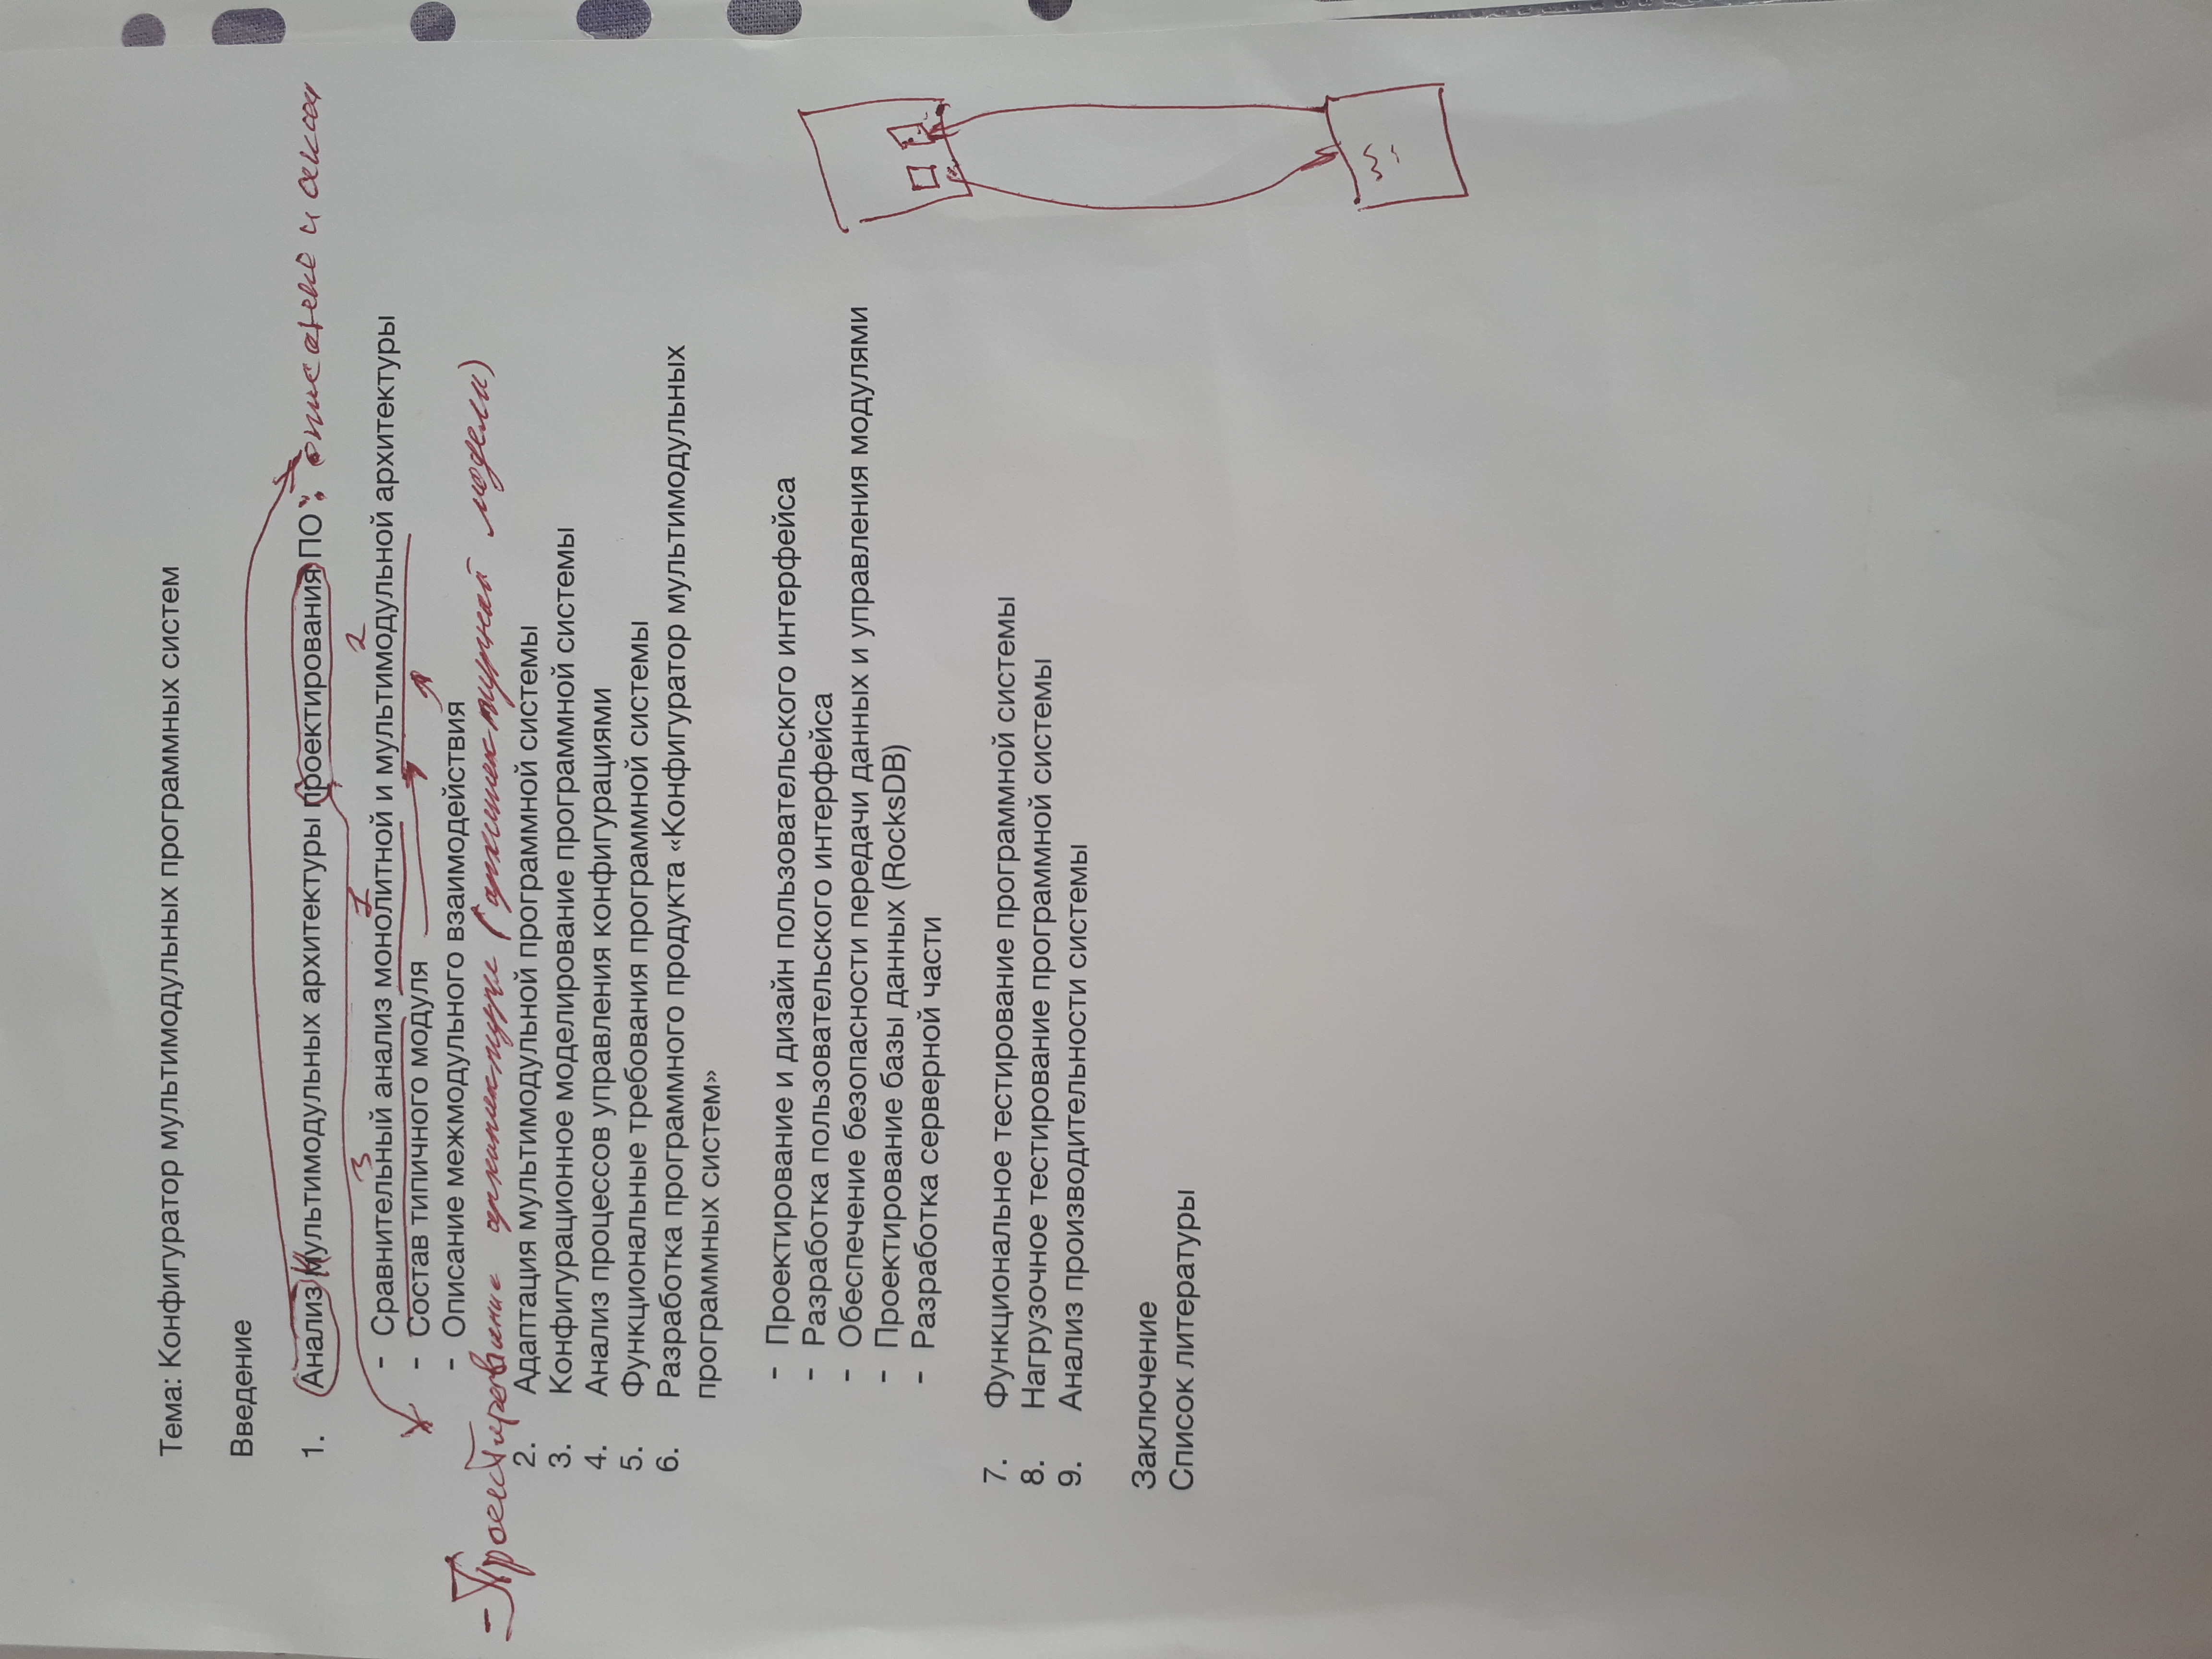 Тема: Конфигуратор мультимодульных программных систем
Введение
1. Анализ Мультимодульных архитектуры проектирования ПО: описание и
3 1 2
- Сравнительный анализ монолитной и мультимодульной архитектуры
- Состав типичного модуля
- Описание межмодульного взаимодействия
- Проектирование архитектуры (архитектурной модели)
2. Адаптация мультимодульной программной системы
3. Конфигурационное моделирование программной системы
4. Анализ процессов управления конфигурациями
5. Функциональные требования программной системы
6. Разработка программного продукта «Конфигуратор мультимодульных
программных систем»
- Проектирование и дизайн пользовательского интерфейса
- Разработка пользовательского интерфейса
- Обеспечение безопасности передачи данных и управления модулями
- Проектирование базы данных (RocksDB)
- Разработка серверной части
7. Функциональное тестирование программной системы
8. Нагрузочное тестирование программной системы
9. Анализ производительности системы
Заключение
Список литературы